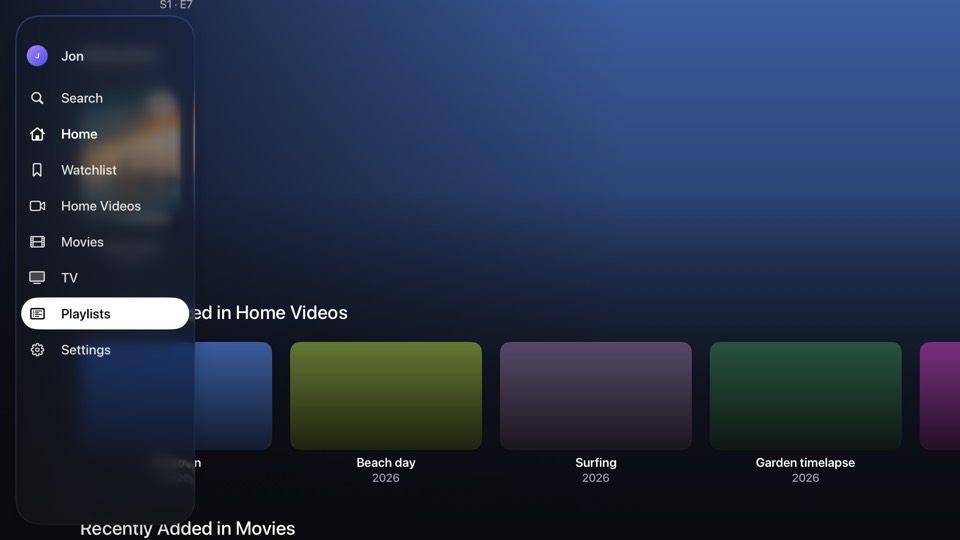 S1 · E7
J
Jon
Search
Home
Watchlist
Home Videos
Movies
TV
Playlists
Settings
ed in Home Videos
Beach day
2026
Surfing
2026
Garden timelapse
2026
Recently Added in Movies